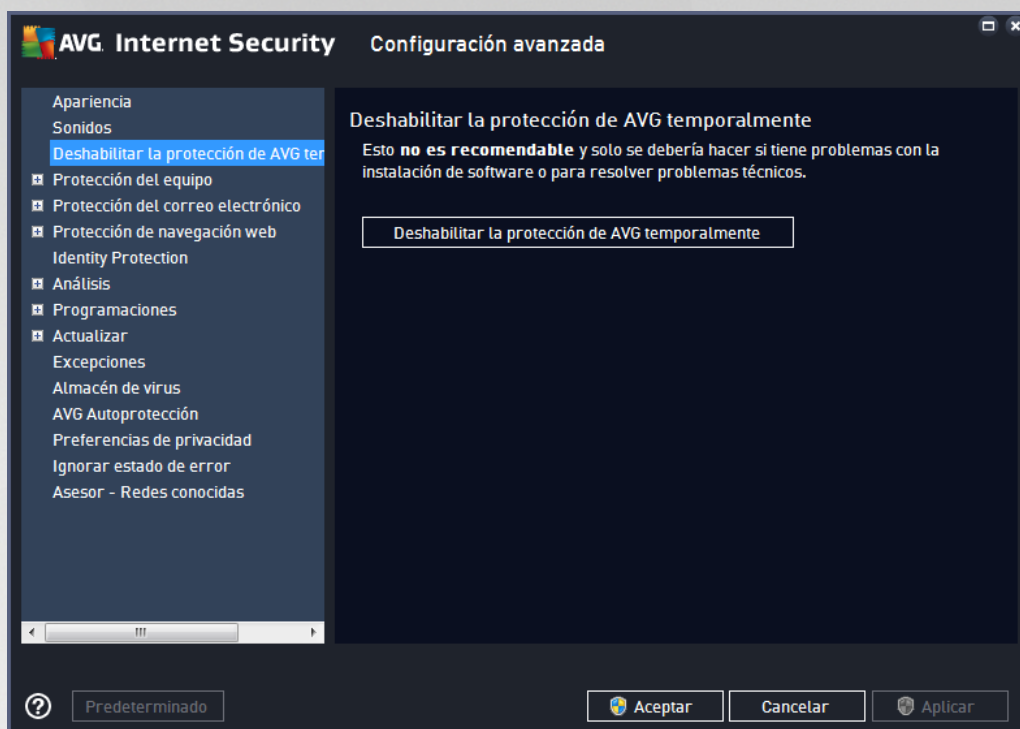 AVG. Internet Security
Configuración avanzada
Apariencia
Sonidos
Deshabilitar la protección de AVG ter
Protección del equipo
Protección del correo electrónico
Protección de navegación web
Identity Protection
Análisis
Programaciones
Actualizar
Excepciones
Almacén de virus
AVG Autoprotección
Preferencias de privacidad
Ignorar estado de error
Asesor - Redes conocidas
Deshabilitar la protección de AVG temporalmente
Esto no es recomendable y solo se debería hacer si tiene problemas con la
instalación de software o para resolver problemas técnicos.
Deshabilitar la protección de AVG temporalmente
Predeterminado
Aceptar
Cancelar
Aplicar